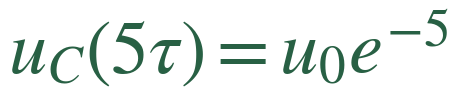 u_C(5τ) = u_0e^{-5}